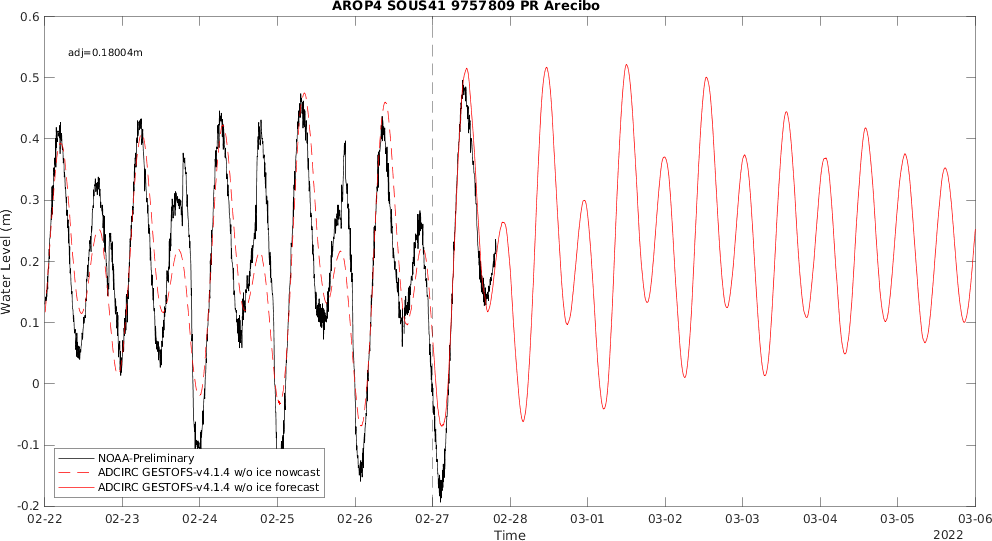 AROP4 SOUS41 9757809 PR Arecibo
adj=0.18004m
0.6
0.5
0.4
0.3
0.2
0.1
0
-0.1
-0.2
Water Level (m)
NOAA-Preliminary
ADCIRC GESTOFS-v4.1.4 w/o ice nowcast
ADCIRC GESTOFS-v4.1.4 w/o ice forecast
02-22 02-23 02-24 02-25 02-26 02-27 02-28 03-01 03-02 03-03 03-04 03-05 03-06
Time
2022